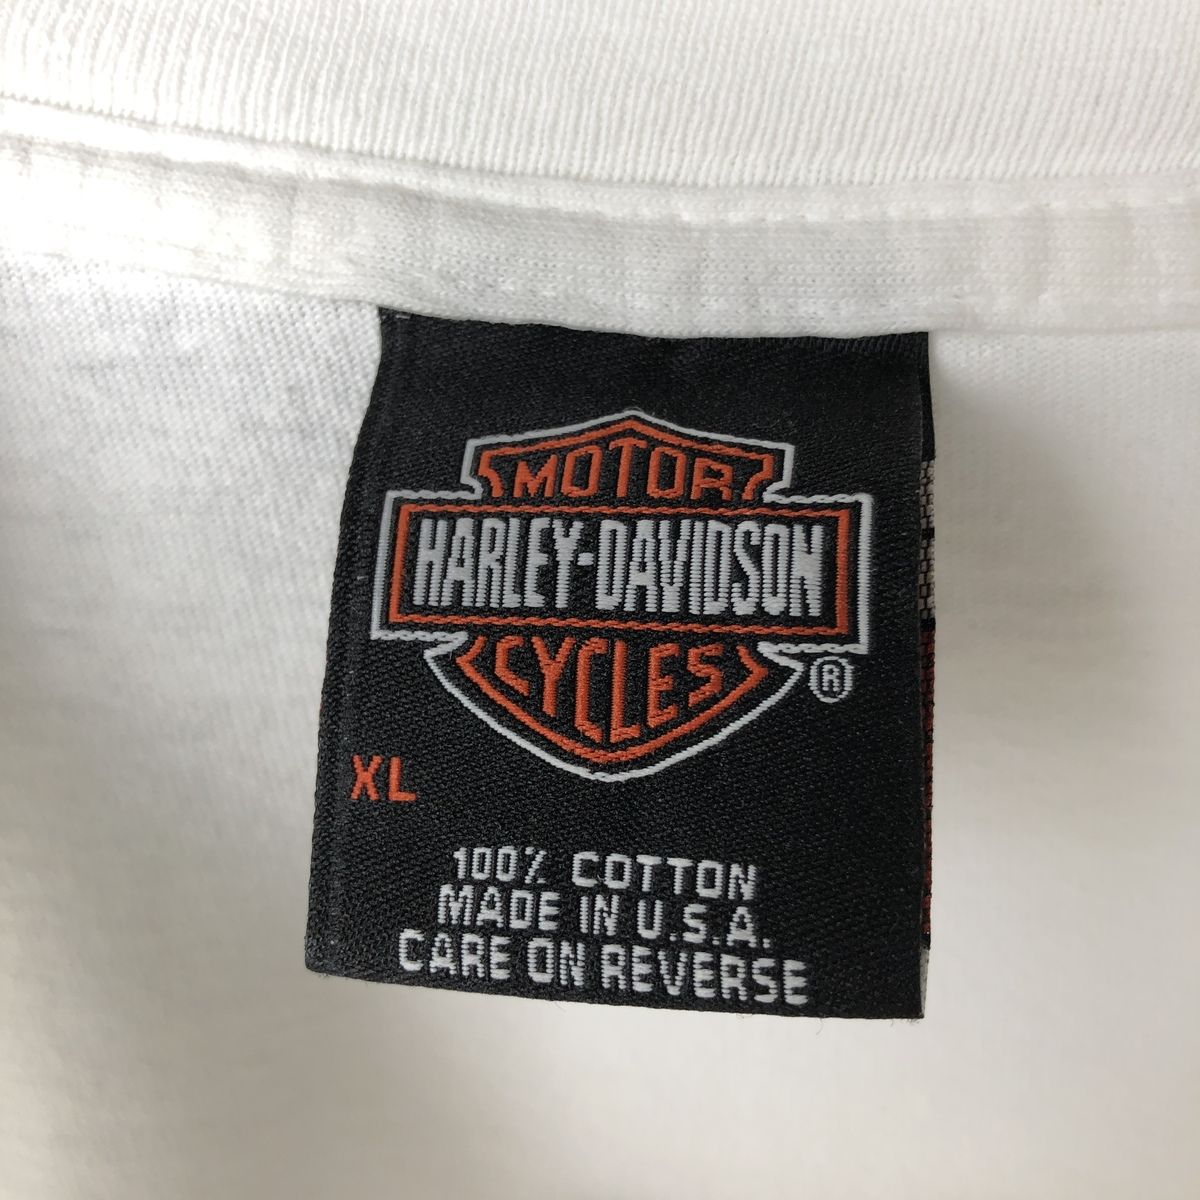 MOTOR
HARLEY-DAVIDSON
CYCLES
®
XL
100% COTTON
MADE IN U.S.A.
CARE ON REVERSE